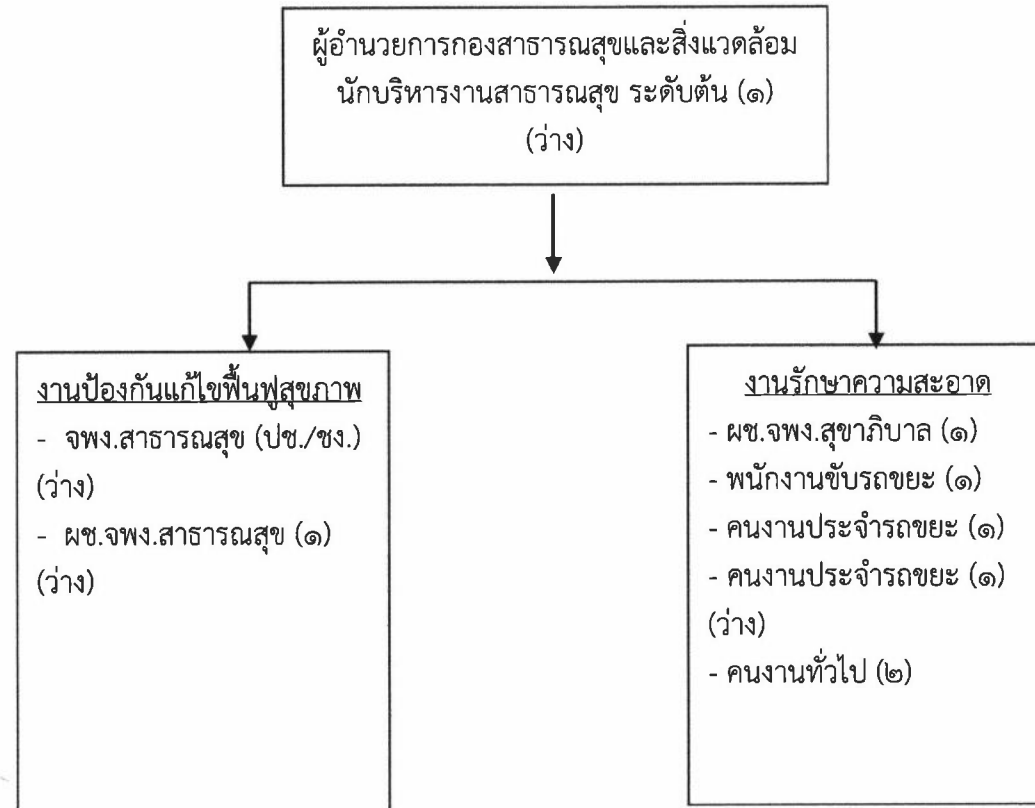 ผู้อำนวยการกองสาธารณสุขและสิ่งแวดล้อม
นักบริหารงานสาธารณสุข ระดับต้น (๑)
(ว่าง)
งานป้องกันแก้ไขฟื้นฟูสุขภาพ
- จพง.สาธารณสุข (ปช./ชง.)
(ว่าง)
- ผช.จพง.สาธารณสุข (๑)
(ว่าง)
งานรักษาความสะอาด
- ผช.จพง.สุขาภิบาล (๑)
- พนักงานขับรถขยะ (๑)
- คนงานประจำรถขยะ (๑)
- คนงานประจำรถขยะ (๑)
(ว่าง)
- คนงานทั่วไป (๒)